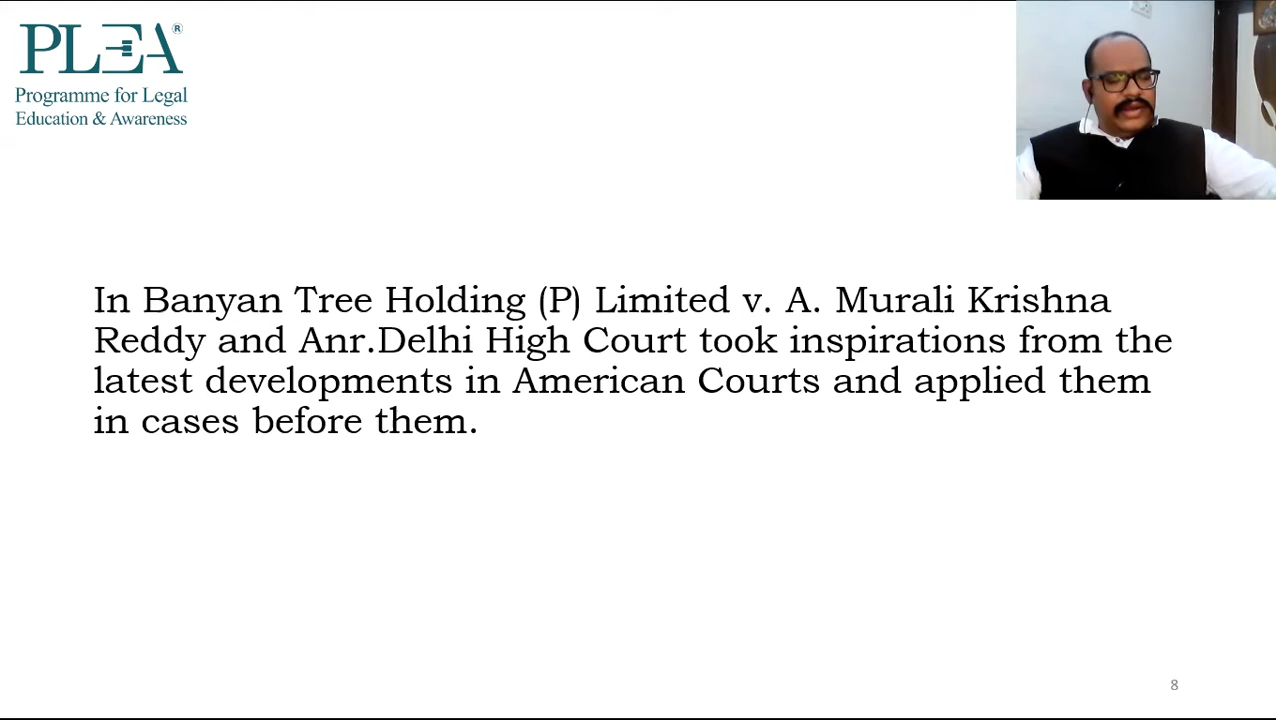 PLEA®
Programme for Legal
Education & Awareness
In Banyan Tree Holding (P) Limited v. A. Murali Krishna
Reddy and Anr.Delhi High Court took inspirations from the
latest developments in American Courts and applied them
in cases before them.
8